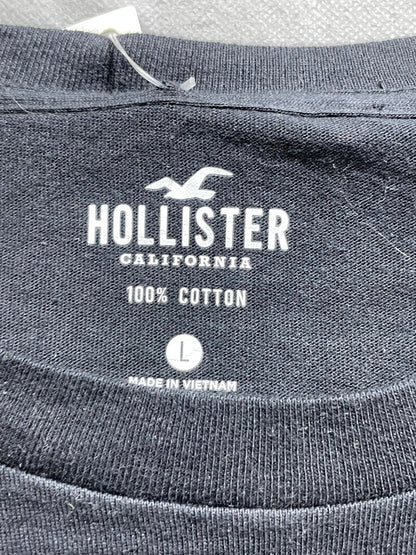 HOLLISTER
CALIFORNIA
100% COTTON
L
MADE IN VIETNAM